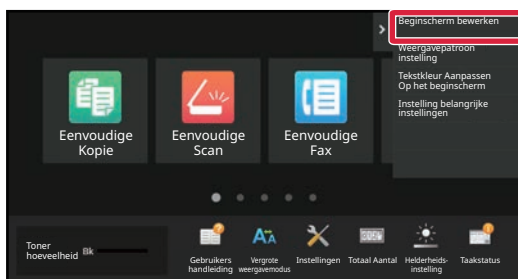 Beginscherm bewerken
Weergavepatroon
instelling
Tekstkleur Aanpassen
Op het beginscherm
Instelling belangrijke
instellingen
Eenvoudige
Kopie
Eenvoudige
Scan
Eenvoudige
Fax
Toner
hoeveelheid Bk
Gebruikers
handleiding
Vergrote
weergavemodus
Instellingen
Totaal Aantal
Helderheids-
instelling
Taakstatus